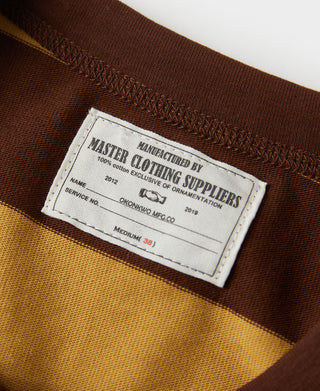 MANUFACTURED BY
MASTER CLOTHING SUPPLIERS
100% cotton EXCLUSIVE OF ORNAMENTATION
2012 2019
NAME
OKONKWO MFG.CO
SERVICE NO.
MEDIUM( 38 )